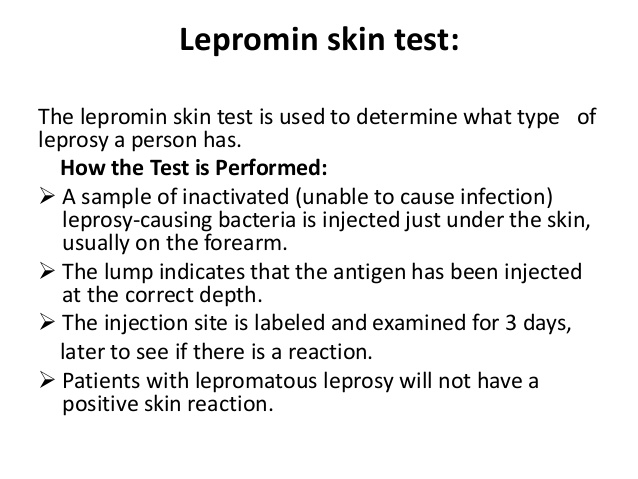 Lepromin skin test:
The lepromin skin test is used to determine what type of
leprosy a person has.
How the Test is Performed:
➢ A sample of inactivated (unable to cause infection)
leprosy-causing bacteria is injected just under the skin,
usually on the forearm.
➢ The lump indicates that the antigen has been injected
at the correct depth.
➢ The injection site is labeled and examined for 3 days,
later to see if there is a reaction.
➢ Patients with lepromatous leprosy will not have a
positive skin reaction.